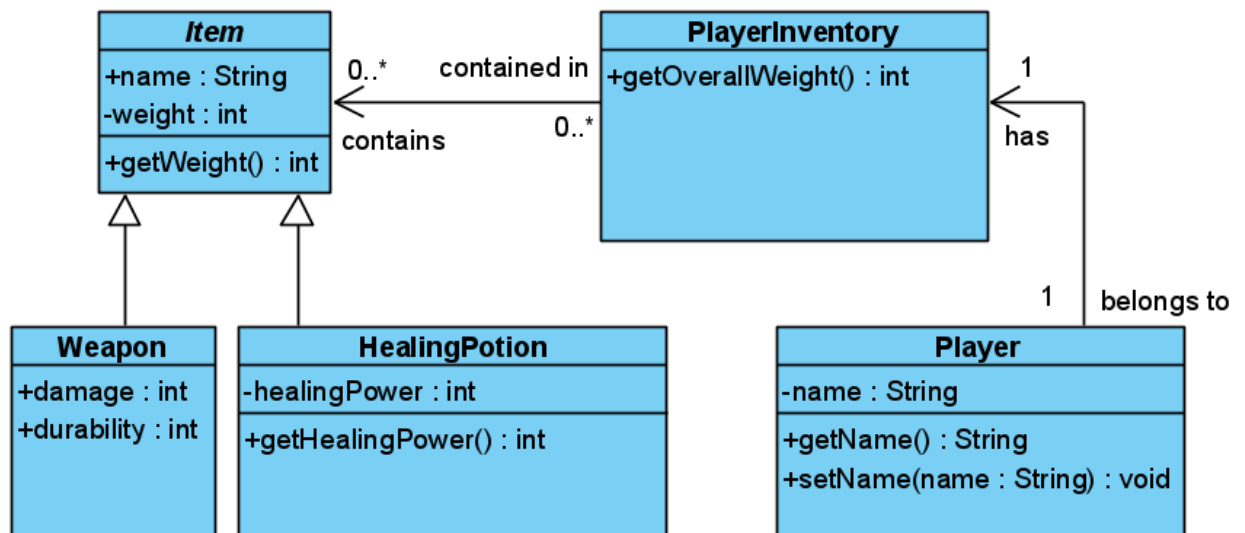 Item
+name : String
-weight : int
+getWeight() : int
0..*
contains
contained in
0..*
PlayerInventory
+getOverallWeight() : int
1
has
1
belongs to
Weapon
+damage : int
+durability : int
HealingPotion
-healingPower : int
+getHealingPower() : int
Player
-name : String
+getName() : String
+setName(name : String) : void